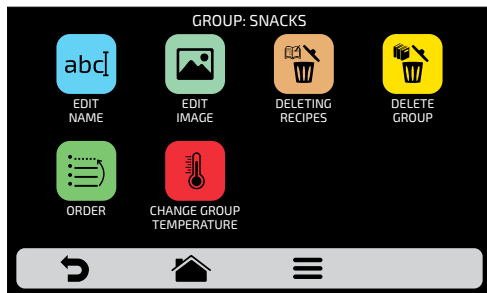 GROUP: SNACKS
abc
EDIT
NAME
EDIT
IMAGE
DELETING
RECIPES
DELETE
GROUP
ORDER
CHANGE GROUP
TEMPERATURE